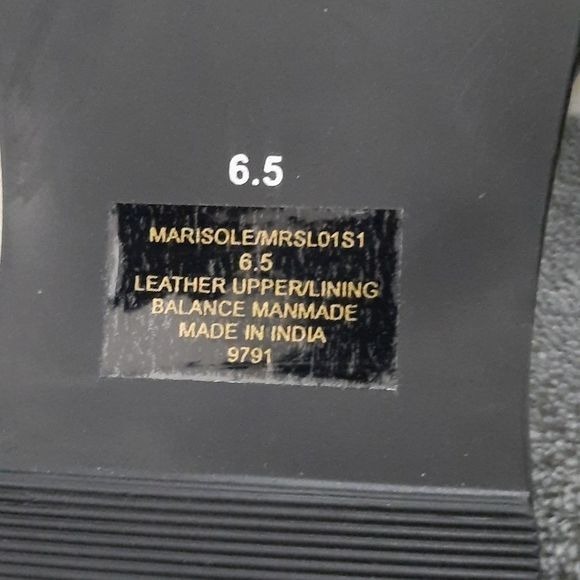 6.5
MARISOLE/MRSL01S1
6.5
LEATHER UPPER/LINING
BALANCE MANMADE
MADE IN INDIA
9791